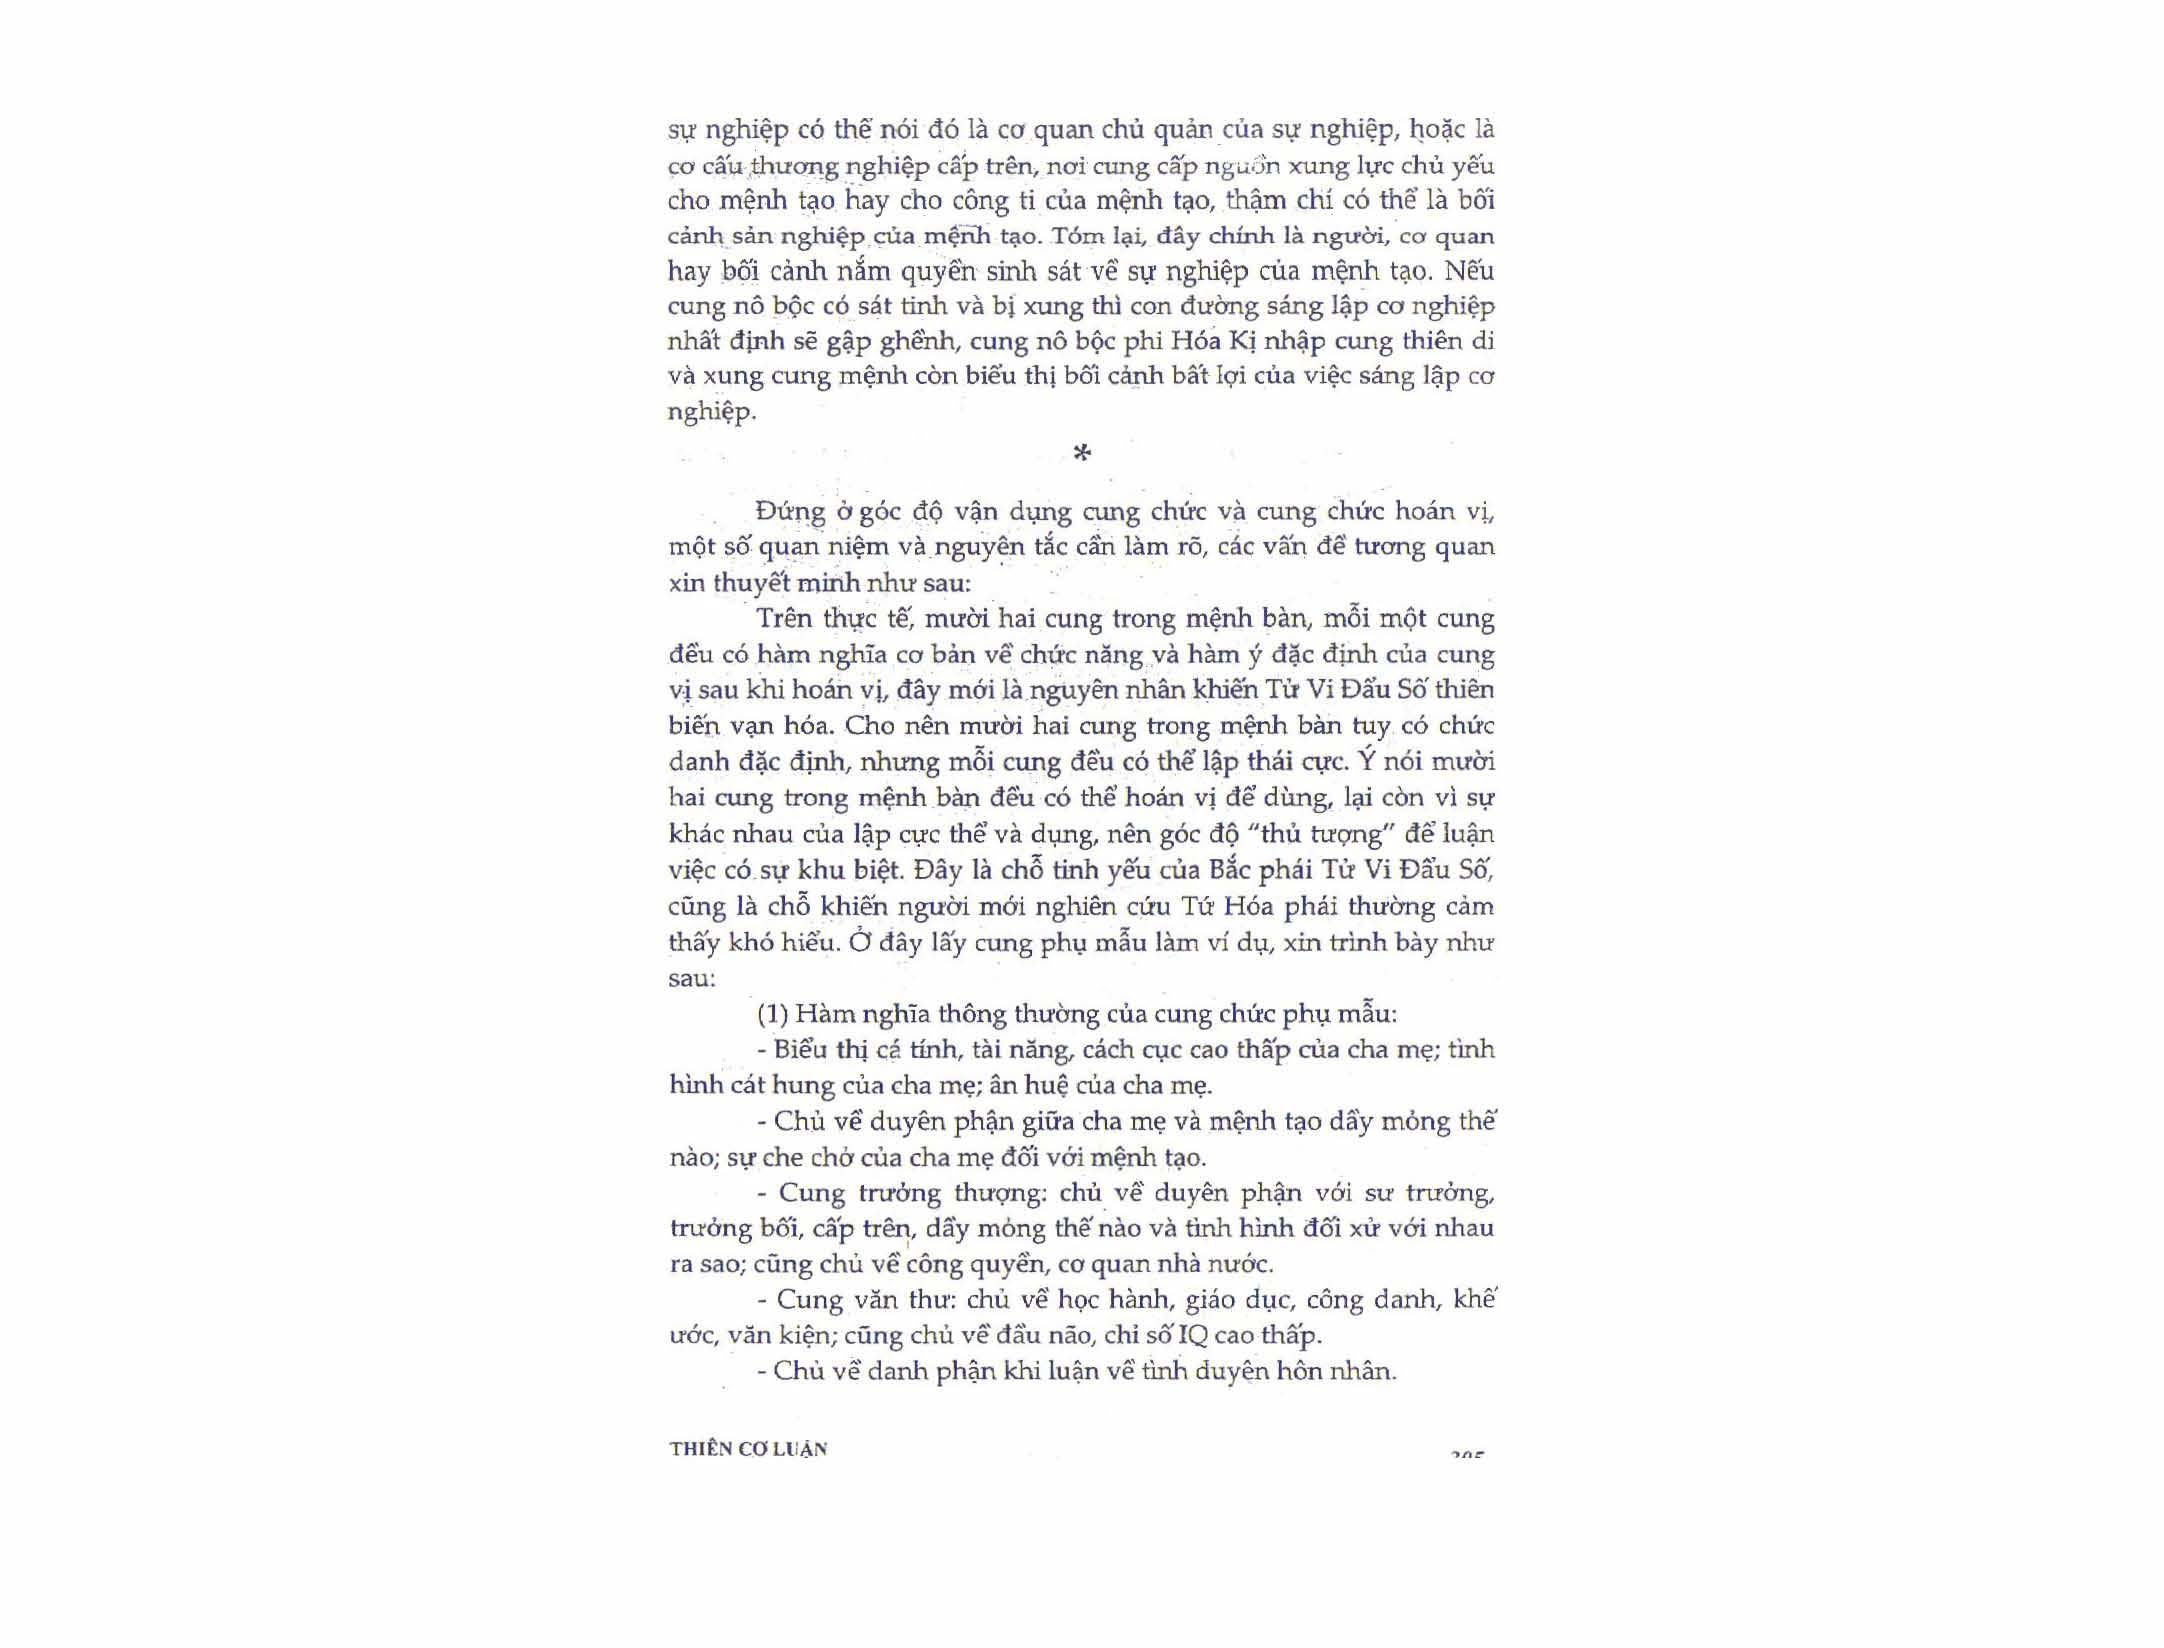 sự nghiệp có thể nói đó là cơ quan chủ quản của sự nghiệp, hoặc là
cơ cấu thương nghiệp cấp trên, nơi cung cấp nguồn xung lực chủ yếu
cho mệnh tạo hay cho công ti của mệnh tạo, thậm chí có thể là bối
cảnh sản nghiệp của mệnh tạo. Tóm lại, đây chính là người, cơ quan
hay bối cảnh nắm quyền sinh sát về sự nghiệp của mệnh tạo. Nếu
cung nô bộc có sát tinh và bị xung thì con đường sáng lập cơ nghiệp
nhất định sẽ gập ghềnh, cung nô bộc phi Hóa Kị nhập cung thiên di
và xung cung mệnh còn biểu thị bối cảnh bất lợi của việc sáng lập cơ
nghiệp.
*
Đứng ở góc độ vận dụng cung chức và cung chức hoán vị,
một số quan niệm và nguyên tắc cần làm rõ, các vấn đề tương quan
xin thuyết minh như sau:
Trên thực tế, mười hai cung trong mệnh bàn, mỗi một cung
đều có hàm nghĩa cơ bản về chức năng và hàm ý đặc định của cung
vị sau khi hoán vị, đây mới là nguyên nhân khiến Tử Vi Đẩu Số thiên
biến vạn hóa. Cho nên mười hai cung trong mệnh bàn tuy có chức
danh đặc định, nhưng mỗi cung đều có thể lập thái cực. Ý nói mười
hai cung trong mệnh bàn đều có thể hoán vị để dùng, lại còn vì sự
khác nhau của lập cực thể và dụng, nên góc độ "thủ tượng" để luận
việc có sự khu biệt. Đây là chỗ tinh yếu của Bắc phái Tử Vi Đẩu Số,
cũng là chỗ khiến người mới nghiên cứu Tứ Hóa phái thường cảm
thấy khó hiểu. Ở đây lấy cung phụ mẫu làm ví dụ, xin trình bày như
sau:
(1) Hàm nghĩa thông thường của cung chức phụ mẫu:
- Biểu thị cá tính, tài năng, cách cục cao thấp của cha mẹ; tình
hình cát hung của cha mẹ; ân huệ của cha mẹ.
- Chủ về duyên phận giữa cha mẹ và mệnh tạo dầy mỏng thế
nào; sự che chở của cha mẹ đối với mệnh tạo.
- Cung trưởng thượng: chủ về duyên phận với sư trưởng,
trưởng bối, cấp trên, dầy mỏng thế nào và tình hình đối xử với nhau
ra sao; cũng chủ về công quyền, cơ quan nhà nước.
- Cung văn thư: chủ về học hành, giáo dục, công danh, khế
ước, văn kiện; cũng chủ về đầu não, chỉ số IQ cao thấp.
- Chủ về danh phận khi luận về tình duyên hôn nhân.
THIÊN CƠ LUẬN